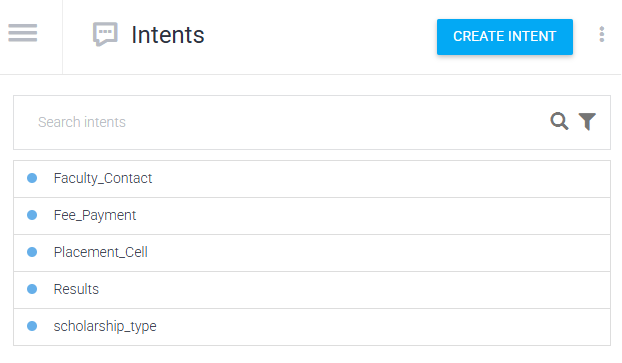 Intents
CREATE INTENT
Search intents
Faculty_Contact
Fee_Payment
Placement_Cell
Results
scholarship_type